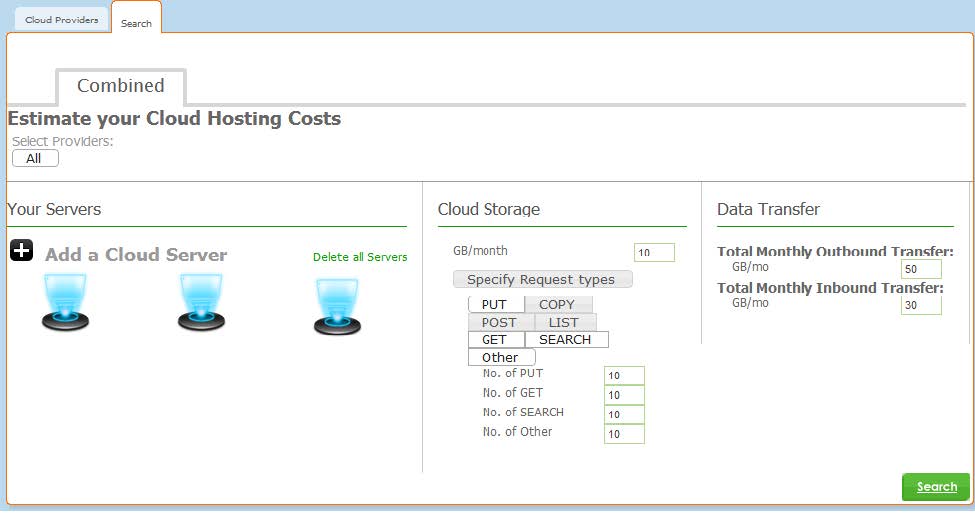 Cloud Providers
Search
Combined
Estimate your Cloud Hosting Costs
Select Providers:
All
Your Servers
Add a Cloud Server
Delete all Servers
Cloud Storage
GB/month 10
Specify Request types
PUT COPY
POST LIST
GET SEARCH
Other
No. of PUT 10
No. of GET 10
No. of SEARCH 10
No. of Other 10
Data Transfer
Total Monthly Outbound Transfer:
GB/mo 50
Total Monthly Inbound Transfer:
GB/mo 30
Search